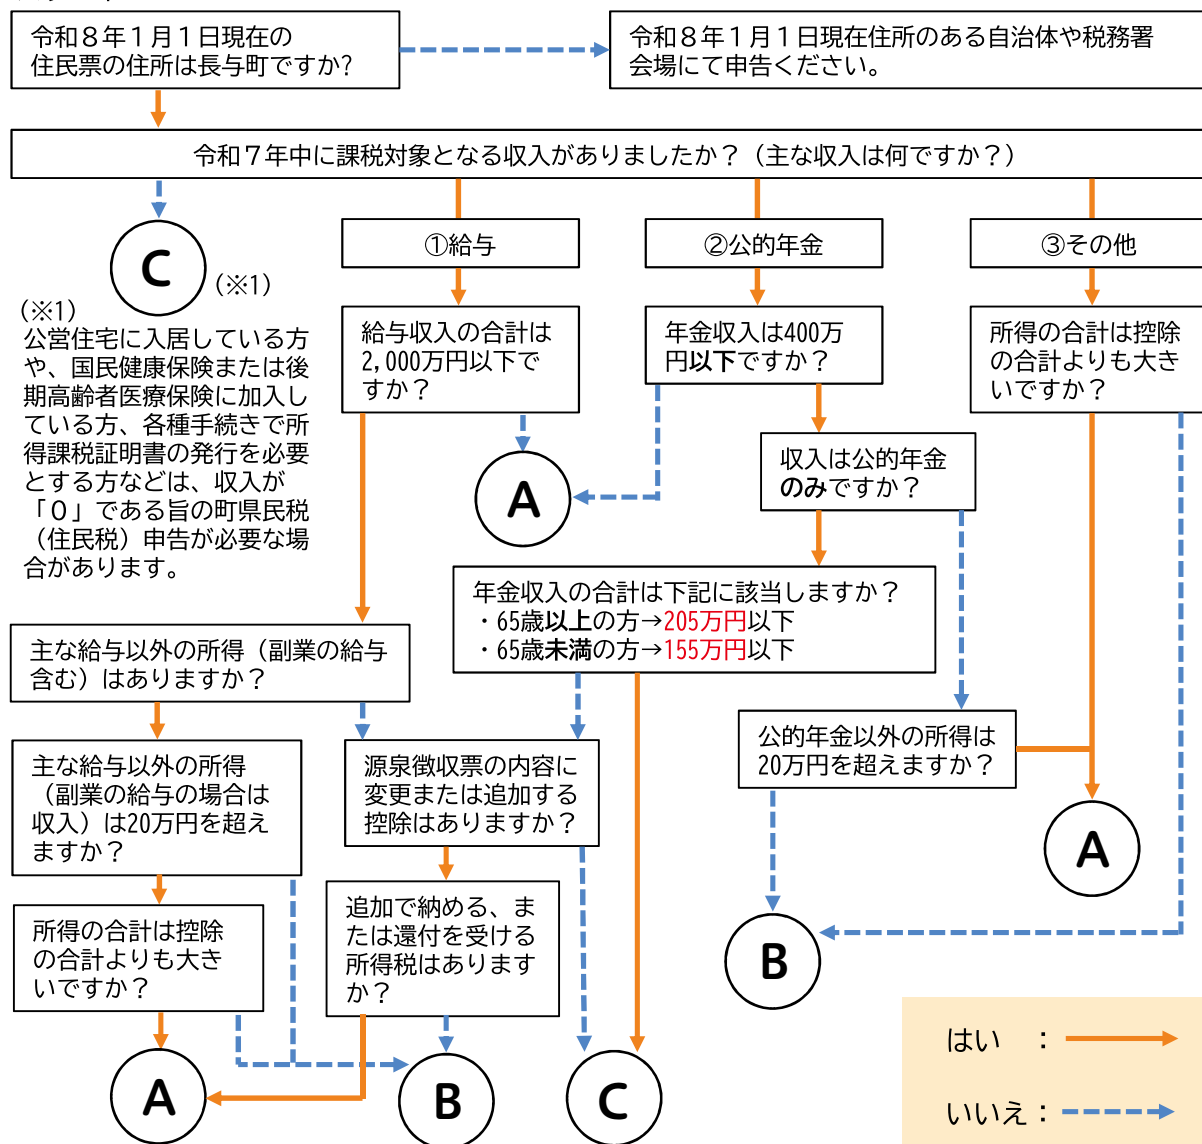 令和８年１月１日現在の
住民票の住所は長与町ですか?
令和８年１月１日現在住所のある自治体や税務署
会場にて申告ください。
令和７年中に課税対象となる収入がありましたか？（主な収入は何ですか？）
C
(※1)
①給与
②公的年金
③その他
(※1)
公営住宅に入居している方
や、国民健康保険または後
期高齢者医療保険に加入し
ている方、各種手続きで所
得課税証明書の発行を必要
とする方などは、収入が
「０」である旨の町県民税
（住民税）申告が必要な場
合があります。
給与収入の合計は
2,000万円以下で
すか？
年金収入は400万
円以下ですか？
所得の合計は控除
の合計よりも大き
いですか？
A
収入は公的年金
のみですか？
年金収入の合計は下記に該当しますか？
・65歳以上の方→205万円以下
・65歳未満の方→155万円以下
主な給与以外の所得（副業の給与
含む）はありますか？
主な給与以外の所得
（副業の給与の場合は
収入）は20万円を超え
ますか？
源泉徴収票の内容に
変更または追加する
控除はありますか？
公的年金以外の所得は
20万円を超えますか？
A
所得の合計は控除
の合計よりも大き
いですか？
追加で納める、ま
たは還付を受ける
所得税はあります
か？
B
A
B
C
はい　：
いいえ：